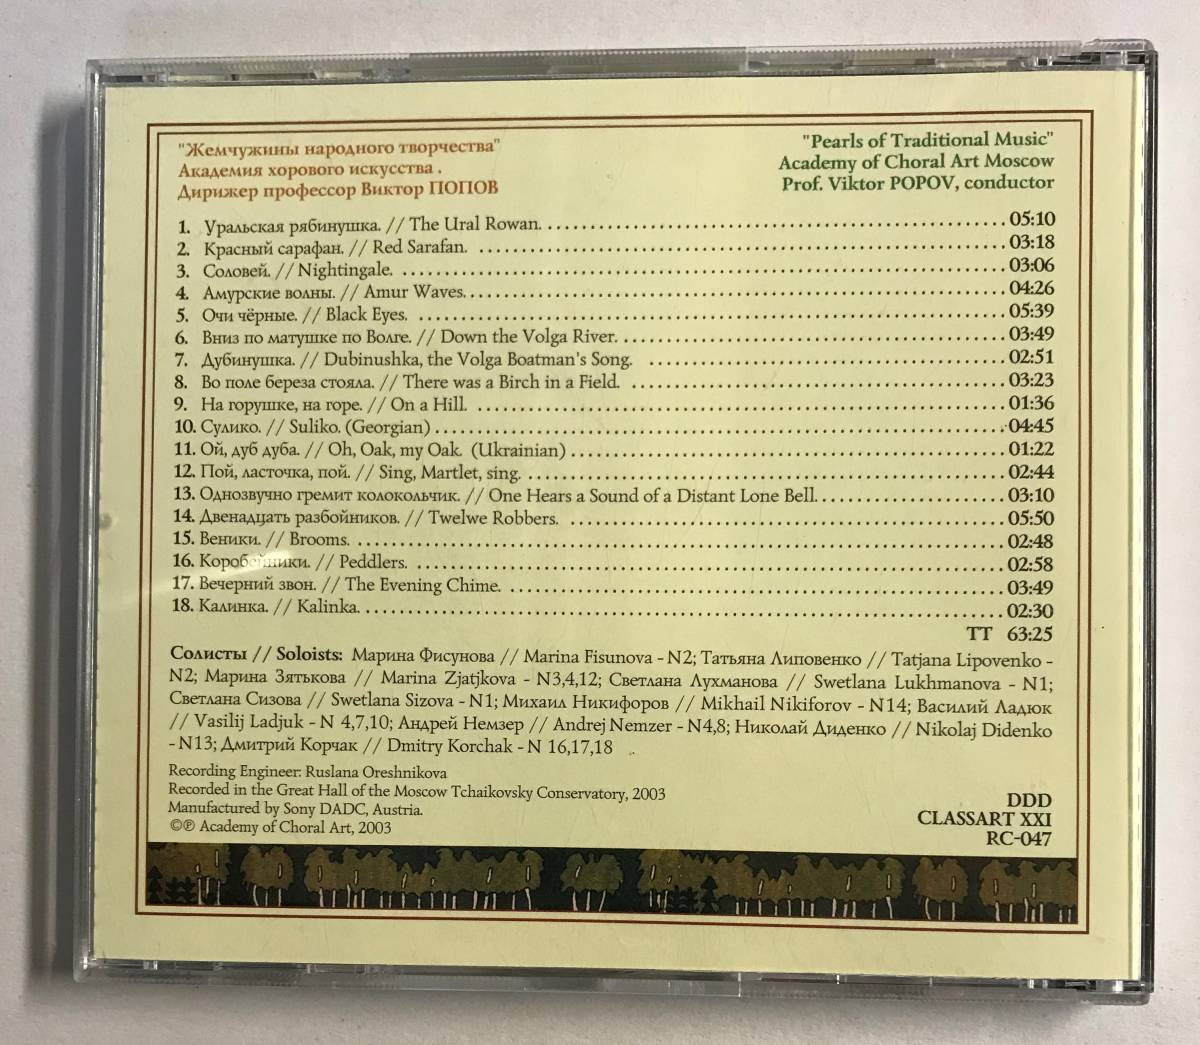 "Жемчужины народного творчества"
Академия хорового искусства .
Дирижер профессор Виктор ПОПОВ
"Pearls of Traditional Music"
Academy of Choral Art Moscow
Prof. Viktor POPOV, conductor
1. Уральская рябинушка. // The Ural Rowan. 05:10
2. Красный сарафан. // Red Sarafan. 03:18
3. Соловей. // Nightingale. 03:06
4. Амурские волны. // Amur Waves. 04:26
5. Очи чёрные. // Black Eyes. 05:39
6. Вниз по матушке по Волге. // Down the Volga River. 03:49
7. Дубинушка. // Dubinushka, the Volga Boatman's Song. 02:51
8. Во поле береза стояла. // There was a Birch in a Field. 03:23
9. На горушке, на горе. // On a Hill. 01:36
10. Сулико. // Suliko. (Georgian) 04:45
11. Ой, дуб дуба. // Oh, Oak, my Oak. (Ukrainian) 01:22
12. Пой, ласточка, пой. // Sing, Martlet, sing. 02:44
13. Однозвучно гремит колокольчик. // One Hears a Sound of a Distant Lone Bell. 03:10
14. Двенадцать разбойников. // Twelwe Robbers. 05:50
15. Веники. // Brooms. 02:48
16. Коробейники. // Peddlers. 02:58
17. Вечерний звон. // The Evening Chime. 03:49
18. Калинка. // Kalinka. 02:30
TT 63:25
Солисты // Soloists: Марина Фисунова // Marina Fisunova - N2; Татьяна Липовенко // Tatjana Lipovenko -
N2; Марина Зятькова // Marina Zjatjkova - N3,4,12; Светлана Лухманова // Swetlana Lukhmanova - N1;
Светлана Сизова // Swetlana Sizova - N1; Михаил Никифоров // Mikhail Nikiforov - N14; Василий Ладюк
// Vasilij Ladjuk - N 4,7,10; Андрей Немзер // Andrej Nemzer - N4,8; Николай Диденко // Nikolaj Didenko
- N13; Дмитрий Корчак // Dmitry Korchak - N 16,17,18
Recording Engineer: Ruslana Oreshnikova
Recorded in the Great Hall of the Moscow Tchaikovsky Conservatory, 2003
Manufactured by Sony DADC, Austria.
©℗ Academy of Choral Art, 2003
DDD
CLASSART XXI
RC-047